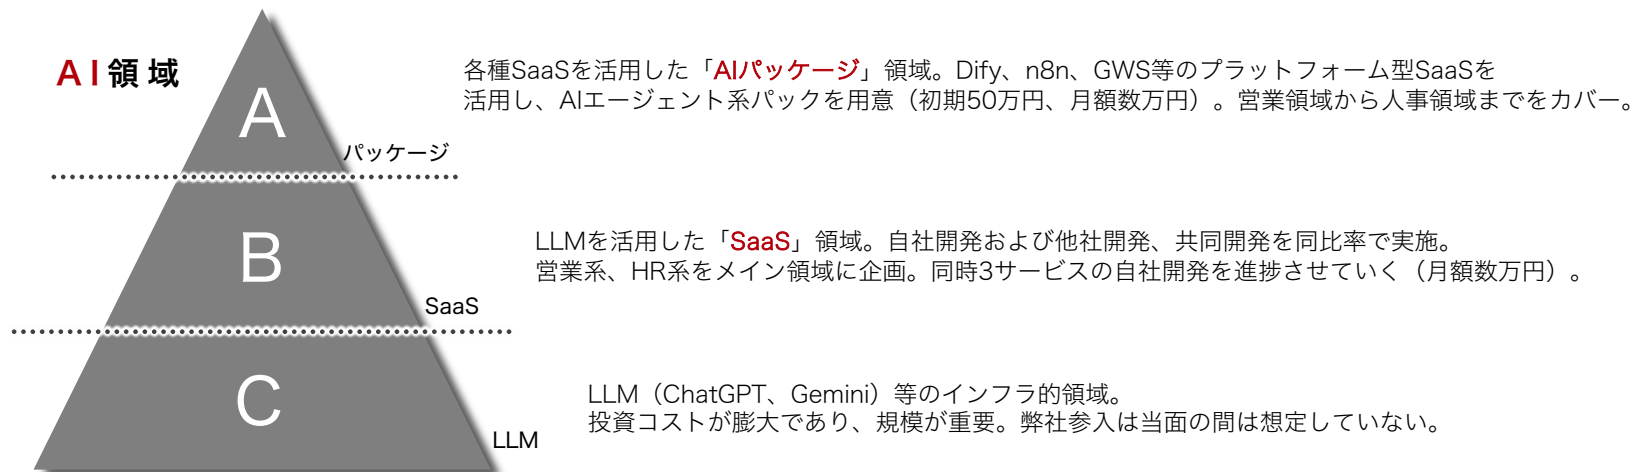 AI領域
A
各種SaaSを活用した「AIパッケージ」領域。Dify、n8n、GWS等のプラットフォーム型SaaSを
活用し、AIエージェント系パックを用意（初期50万円、月額数万円）。営業領域から人事領域までをカバー。
パッケージ
B
LLMを活用した「SaaS」領域。自社開発および他社開発、共同開発を同比率で実施。
営業系、HR系をメイン領域に企画。同時3サービスの自社開発を進捗させていく（月額数万円）。
SaaS
C
LLM（ChatGPT、Gemini）等のインフラ的領域。
投資コストが膨大であり、規模が重要。弊社参入は当面の間は想定していない。
LLM